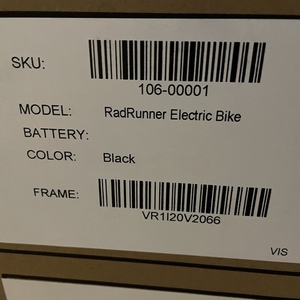 SKU:
106-00001
MODEL: RadRunner Electric Bike
BATTERY:
COLOR: Black
FRAME:
VR1I20V2066
VIS